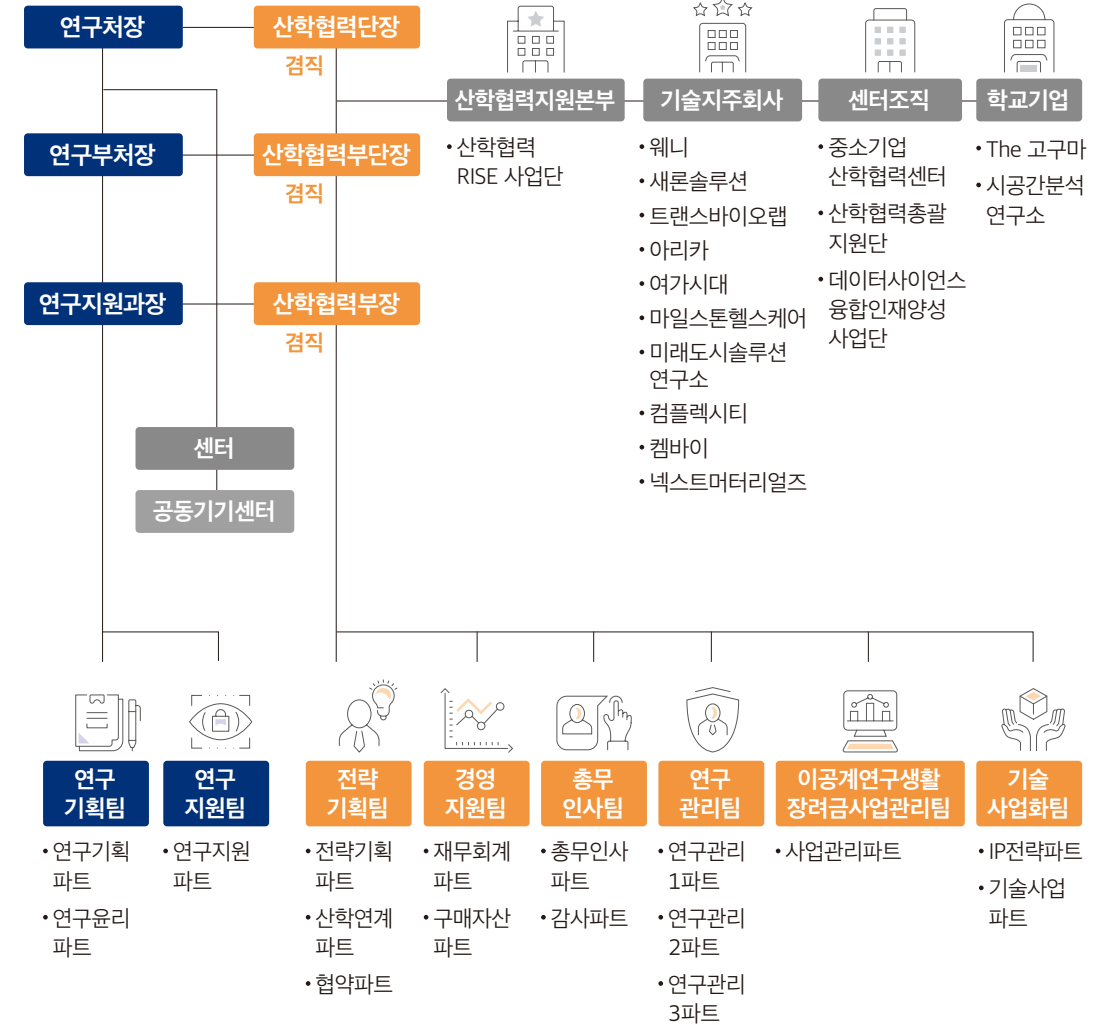 연구처장
산학협력단장
겸직
연구부처장
산학협력부단장
겸직
연구지원과장
산학협력부장
겸직
센터
공동기기센터
산학협력지원본부
• 산학협력
RISE 사업단
기술지주회사
• 웨니
• 새론솔루션
• 트랜스바이오랩
• 아리카
• 여가시대
• 마일스톤헬스케어
• 미래도시솔루션
연구소
• 컴플렉시티
• 켐바이
• 넥스트머터리얼즈
센터조직
• 중소기업
산학협력센터
• 산학협력총괄
지원단
• 데이터사이언스
융합인재양성
사업단
학교기업
• The 고구마
• 시공간분석
연구소
연구
기획팀
• 연구기획
파트
• 연구윤리
파트
연구
지원팀
• 연구지원
파트
전략
기획팀
• 전략기획
파트
• 산학연계
파트
• 협약파트
경영
지원팀
• 재무회계
파트
• 구매자산
파트
총무
인사팀
• 총무인사
파트
• 감사파트
연구
관리팀
• 연구관리
1파트
• 연구관리
2파트
• 연구관리
3파트
이공계연구생활
장려금사업관리팀
• 사업관리파트
기술
사업화팀
• IP전략파트
• 기술사업
파트